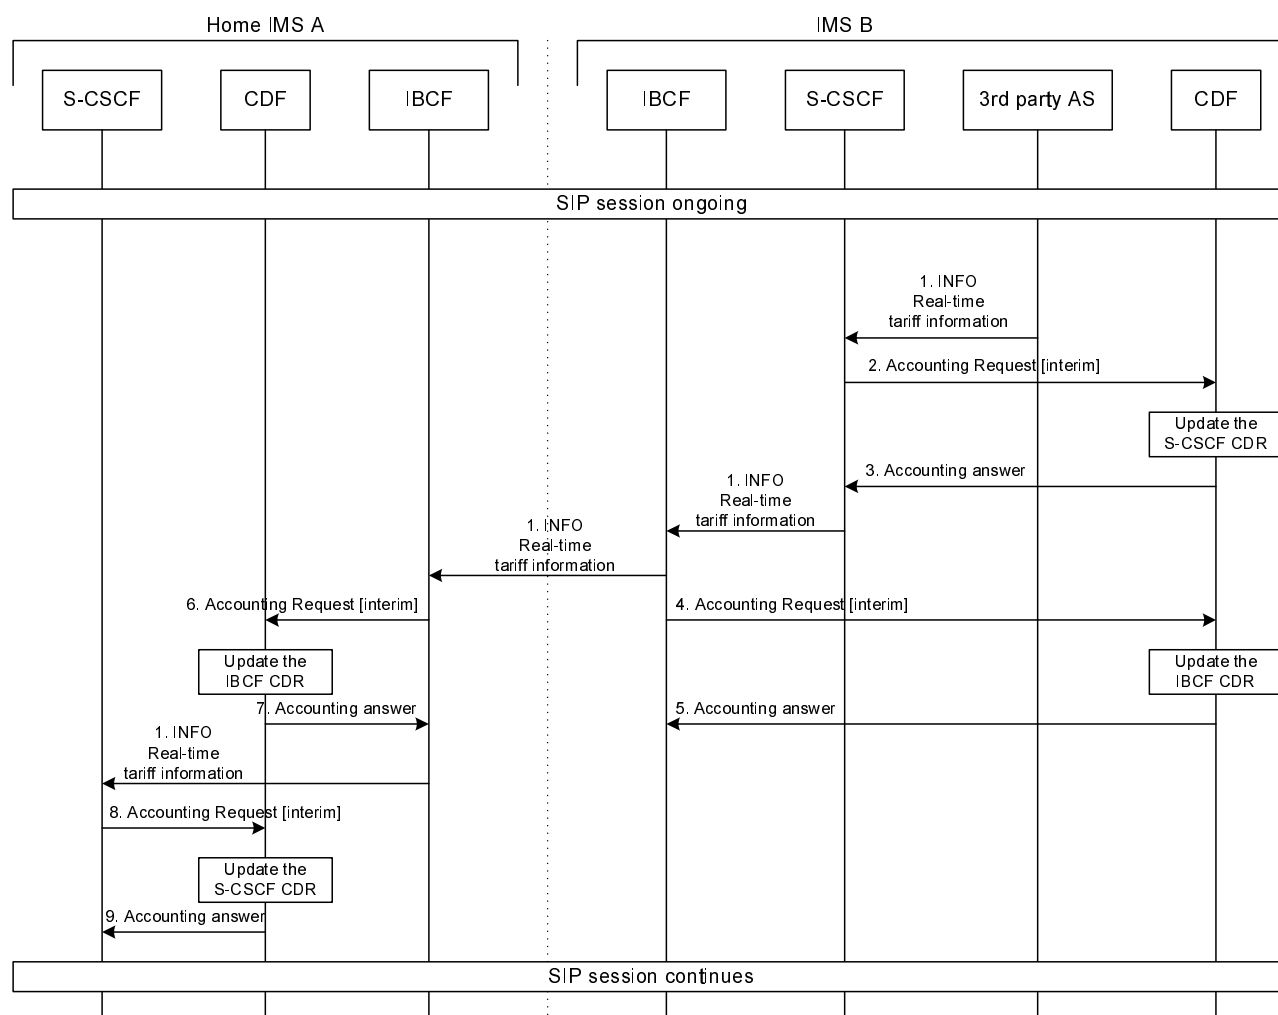 Home IMS A
IMS B
S-CSCF
CDF
IBCF
IBCF
S-CSCF
3rd party AS
CDF
SIP session ongoing
1. INFO
Real-time
tariff information
2. Accounting Request [interim]
Update the
S-CSCF CDR
3. Accounting answer
1. INFO
Real-time
tariff information
1. INFO
Real-time
tariff information
6. Accounting Request [interim]
4. Accounting Request [interim]
Update the
IBCF CDR
Update the
IBCF CDR
7. Accounting answer
5. Accounting answer
1. INFO
Real-time
tariff information
8. Accounting Request [interim]
Update the
S-CSCF CDR
9. Accounting answer
SIP session continues